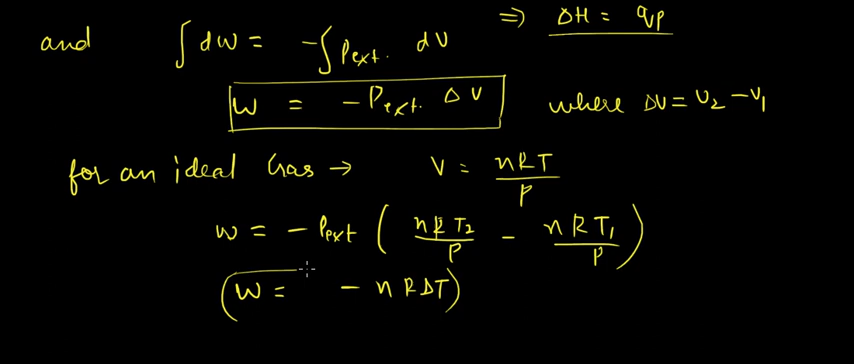 ⇒ ΔH = qp
and ∫dw = -∫Pext. dV
W = -Pext. ΔV where ΔV = V2 - V1
for an ideal Gas → V = nRT/P
W = - Pext ( nRT2/P - nRT1/P )
(W = - nRΔT)